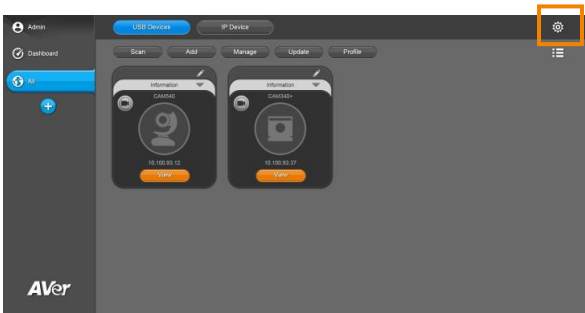 Admin
USB Devices
IP Device
Dashboard
Scan
Add
Manage
Update
Profile
All
Information
Information
CAM540
CAM340+
10.100.93.12
10.100.93.37
View
View
AVer